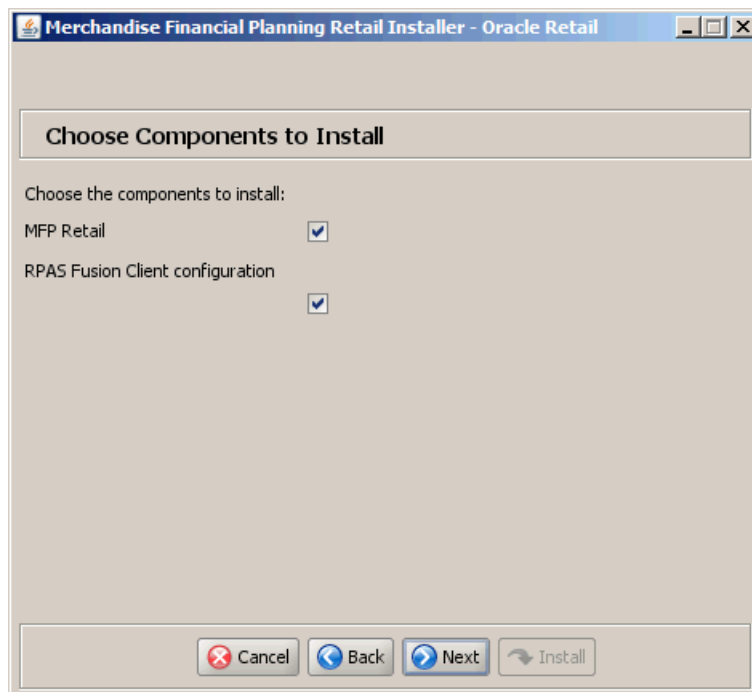 Merchandise Financial Planning Retail Installer - Oracle Retail
Choose Components to Install
Choose the components to install:
MFP Retail
RPAS Fusion Client configuration
Cancel Back Next Install